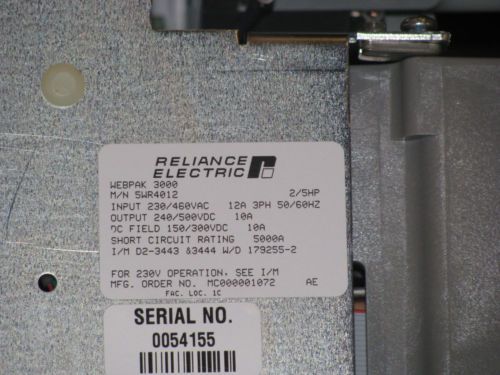 RELIANCE
ELECTRIC
WEBPAK 3000
M/N 5WR4012 2/5HP
INPUT 230/460VAC 12A 3PH 50/60HZ
OUTPUT 240/500VDC 10A
DC FIELD 150/300VDC 10A
SHORT CIRCUIT RATING 5000A
I/M D2-3443 &3444 W/D 179255-2
FOR 230V OPERATION, SEE I/M
MFG. ORDER NO. MC000001072 AE
FAC. LOC. 1C
SERIAL NO.
0054155